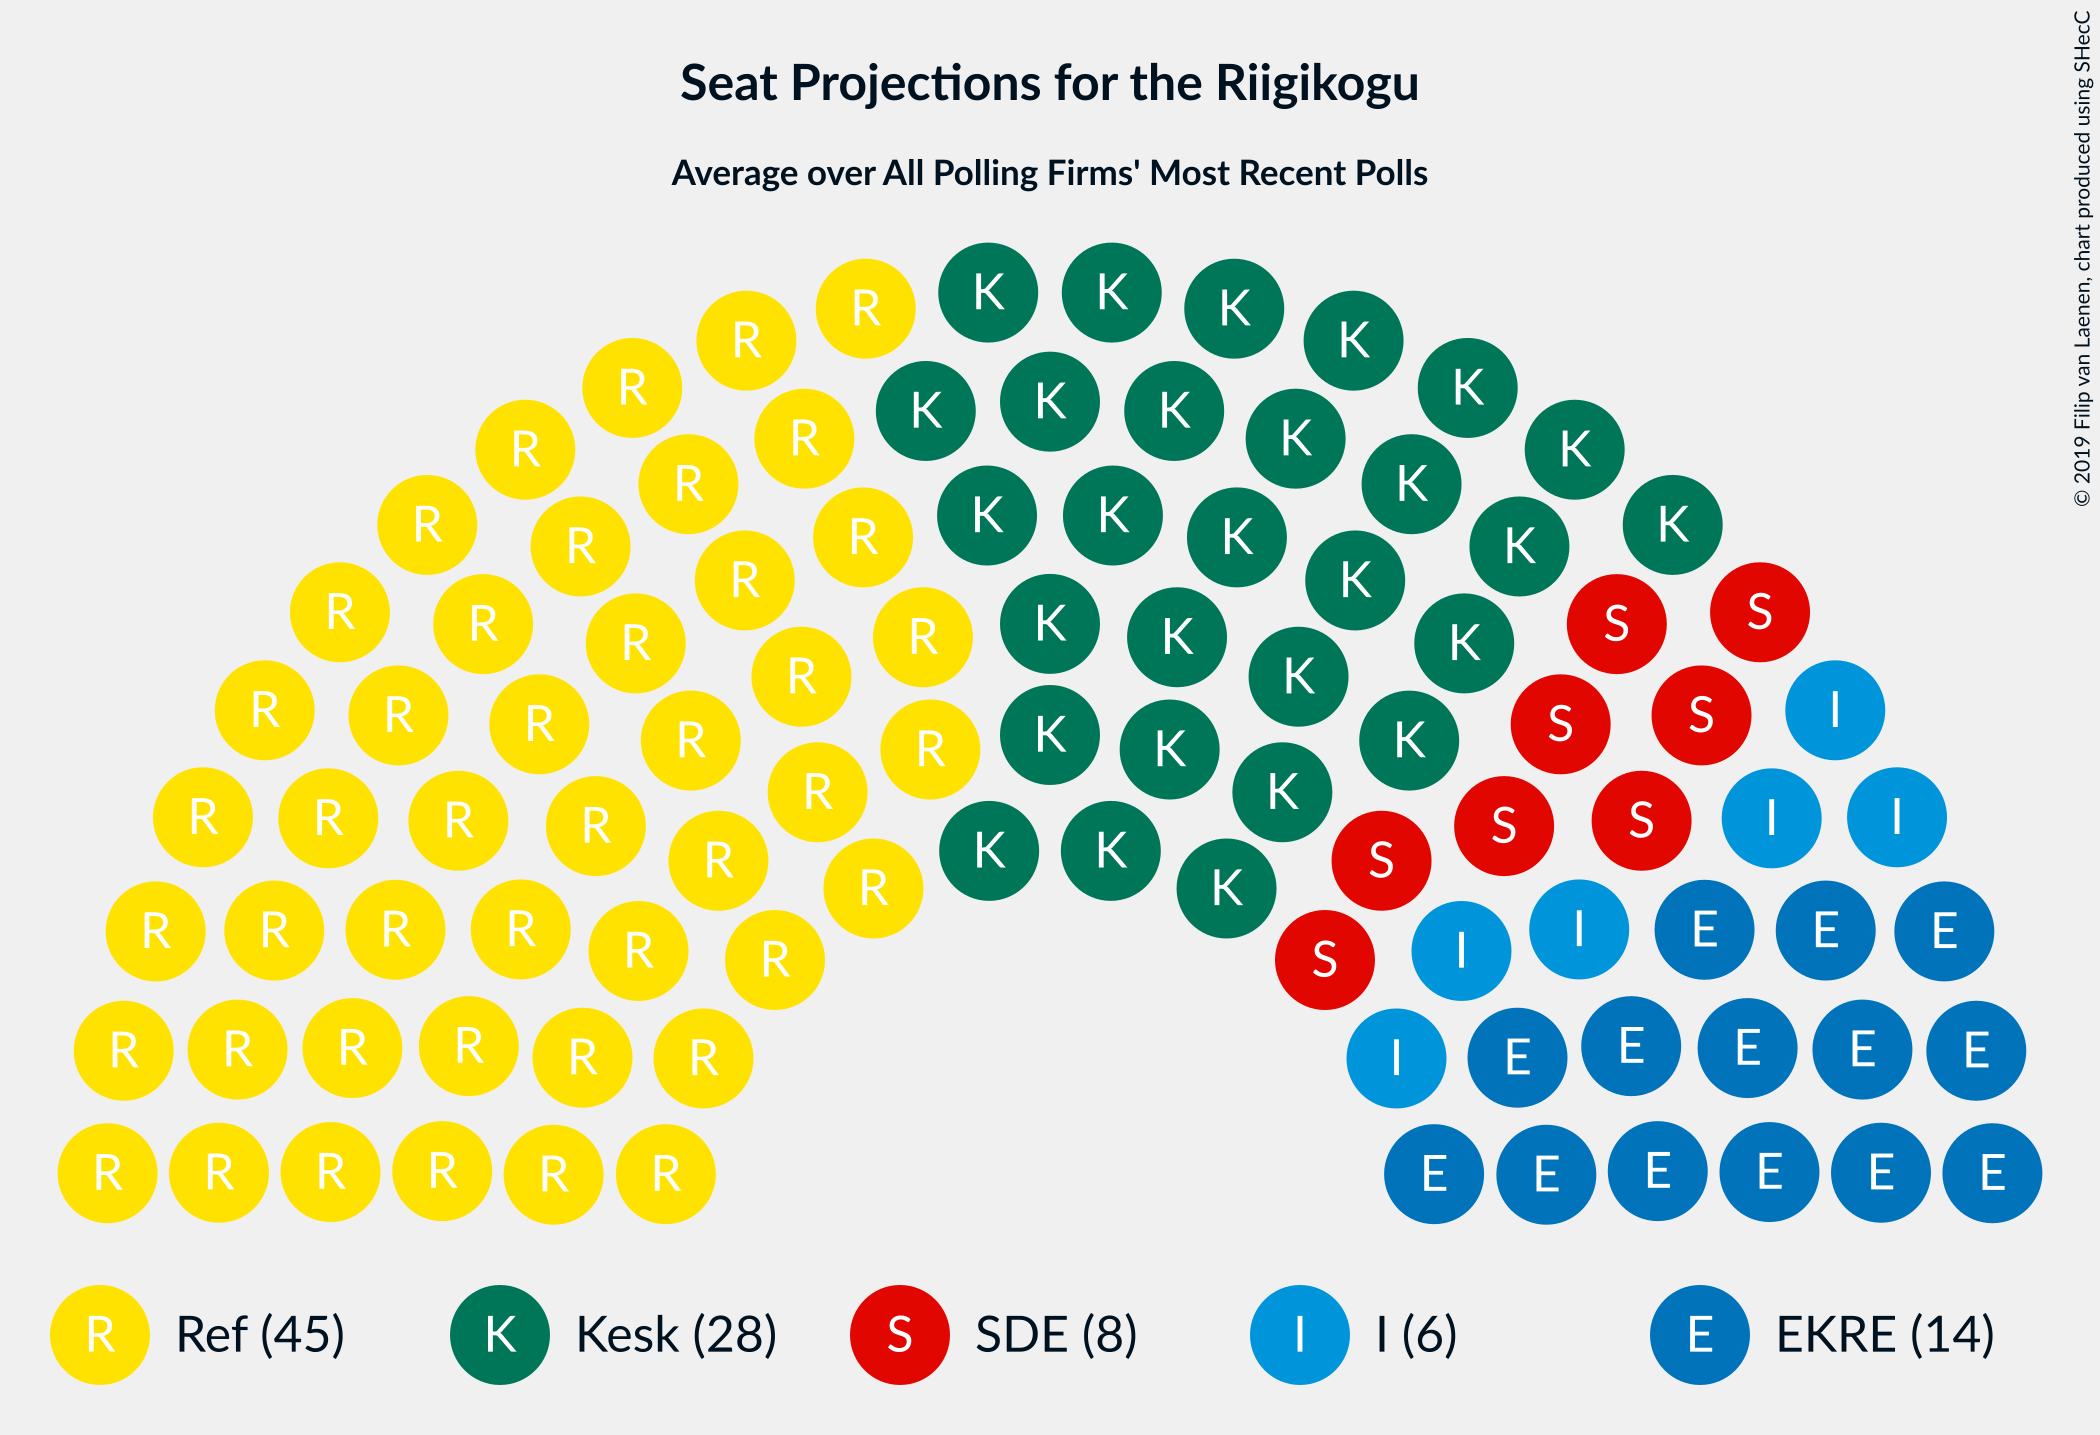 Seat Projections for the Riigikogu
Average over All Polling Firms' Most Recent Polls
© 2019 Filip van Laenen, chart produced using SHecC
K K
R K
R K
R K
K
K K
R K
R K
R K
K K
R K
R K
R K
R K
R S
R K S
R K
R K
R K
R I
R S
R S
K
R K
R K
R K
R R I I
R S
R S
K K
R S
R K
R R R R I E E E
R I
R S
R R R R R R I E E E E E
R R R R R R E E E E E E
R Ref (45) K Kesk (28) S SDE (8) I I (6) E EKRE (14)